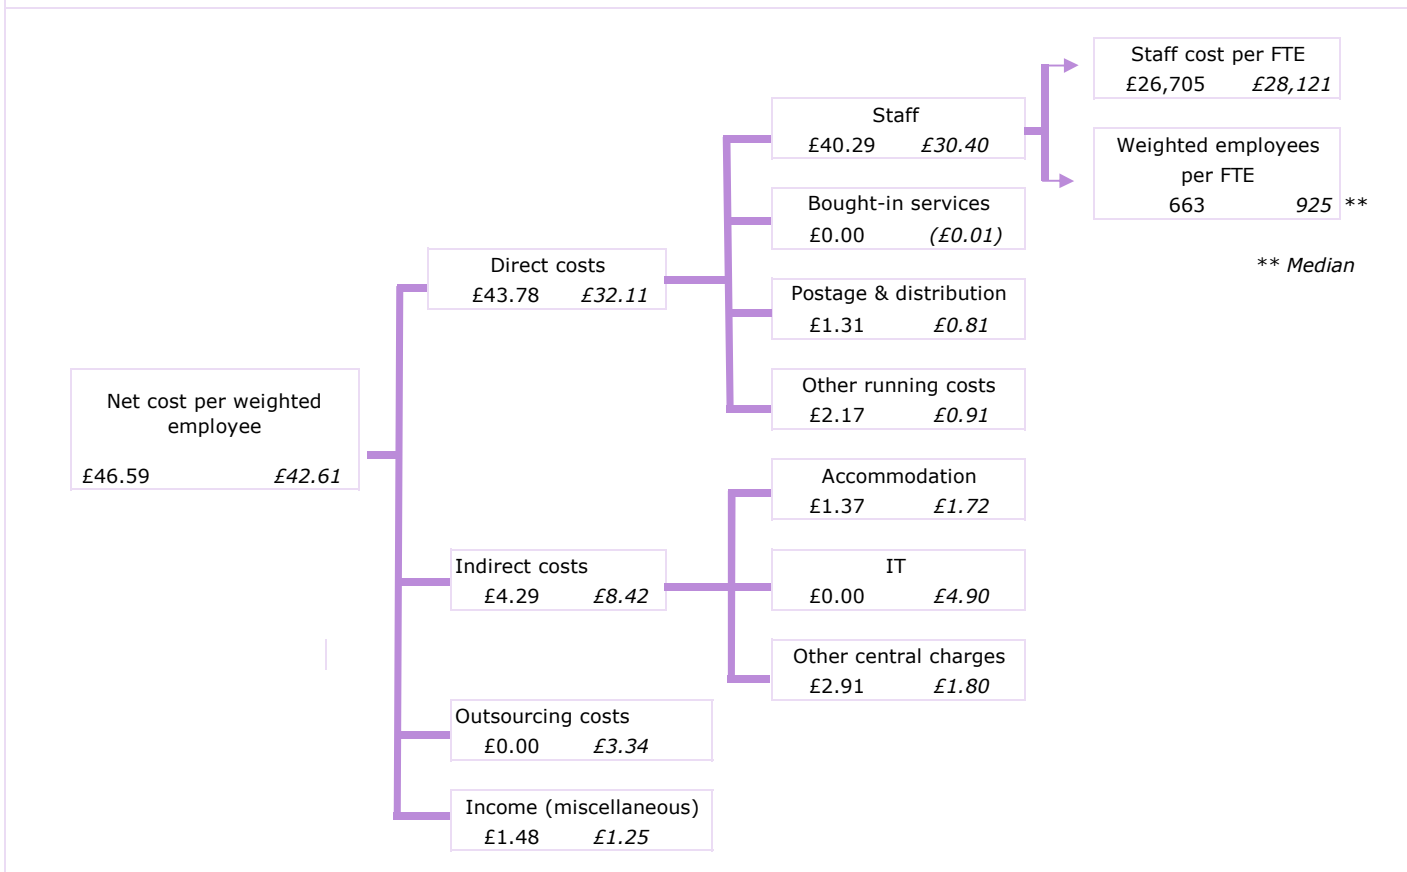 Staff cost per FTE
£26,705 £28,121
Staff
£40.29 £30.40
Weighted employees
per FTE
663 925 **
Bought-in services
£0.00 (£0.01)
** Median
Direct costs
£43.78 £32.11
Postage & distribution
£1.31 £0.81
Other running costs
£2.17 £0.91
Net cost per weighted
employee
£46.59 £42.61
Accommodation
£1.37 £1.72
Indirect costs
£4.29 £8.42
IT
£0.00 £4.90
Other central charges
£2.91 £1.80
Outsourcing costs
£0.00 £3.34
Income (miscellaneous)
£1.48 £1.25